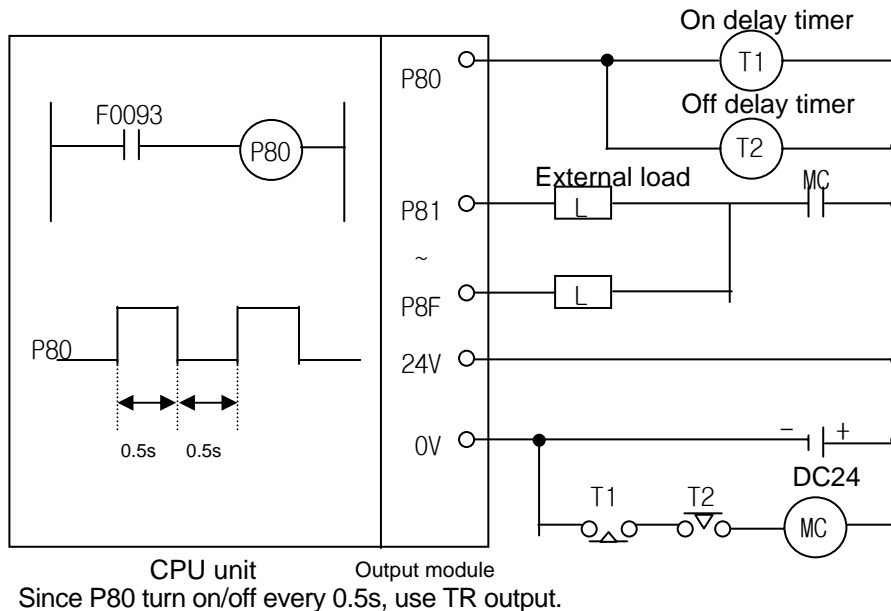 On delay timer
P80
T1
Off delay timer
F0093
P80
T2
External load
MC
P81
L
~
P8F
L
P80
24V
0.5s 0.5s
0V
- +
DC24
T1 T2
MC
CPU unit Output module
Since P80 turn on/off every 0.5s, use TR output.